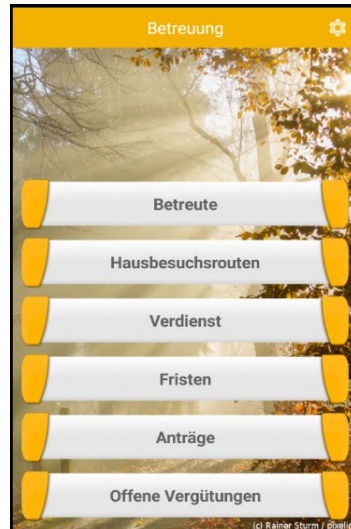 Betreuung
Betreute
Hausbesuchsrouten
Verdienst
Fristen
Anträge
Offene Vergütungen
(c) Rainer Sturm /